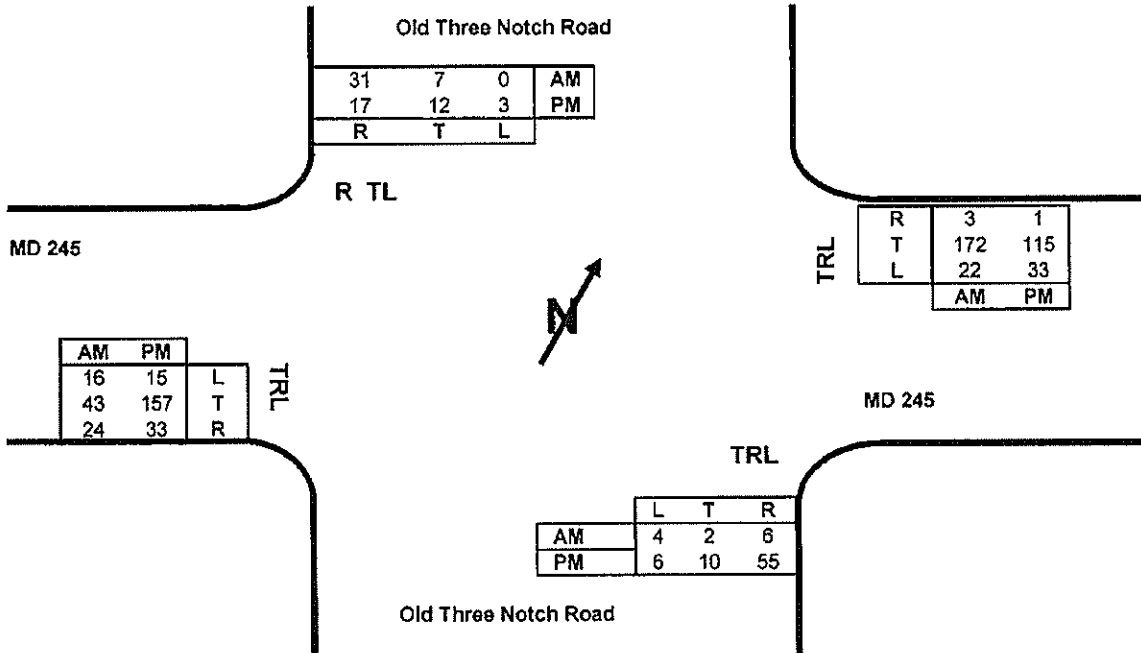 Old Three Notch Road
31 7 0 AM
17 12 3 PM
R T L
R TL
MD 245
R 3 1
T 172 115
L 22 33
AM PM
TRL
N
AM PM
16 15 L
43 157 T
24 33 R
TRL
MD 245
TRL
L T R
AM 4 2 6
PM 6 10 55
Old Three Notch Road